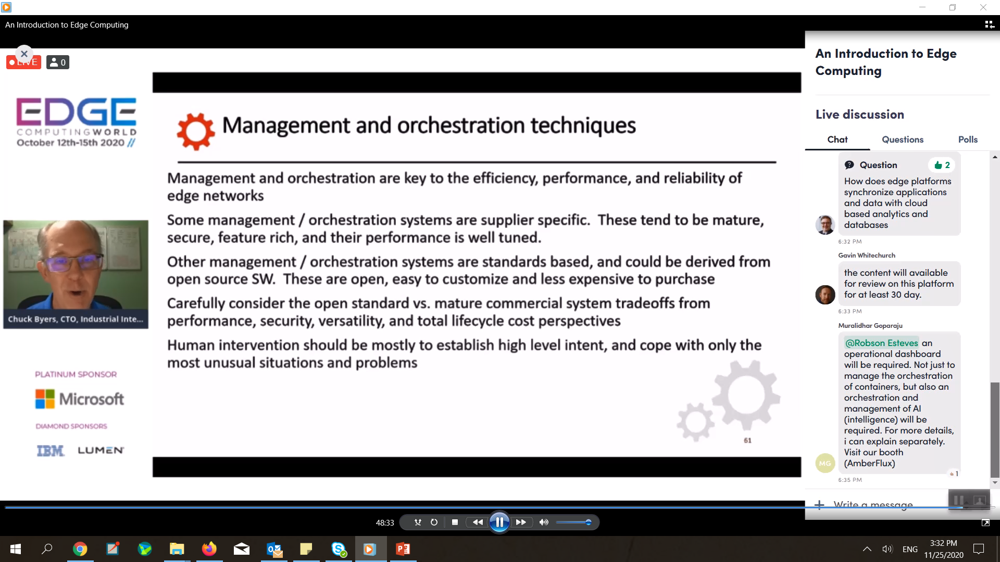 An Introduction to Edge Computing
LIVE
0
EDGE
COMPUTINGWORLD
October 12th-15th 2020 //
Chuck Byers, CTO, Industrial Inte...
PLATINUM SPONSOR
Microsoft
DIAMOND SPONSORS
IBM LUMEN
Management and orchestration techniques
Management and orchestration are key to the efficiency, performance, and reliability of
edge networks
Some management / orchestration systems are supplier specific. These tend to be mature,
secure, feature rich, and their performance is well tuned.
Other management / orchestration systems are standards based, and could be derived from
open source SW. These are open, easy to customize and less expensive to purchase
Carefully consider the open standard vs. mature commercial system tradeoffs from
performance, security, versatility, and total lifecycle cost perspectives
Human intervention should be mostly to establish high level intent, and cope with only the
most unusual situations and problems
61
An Introduction to Edge
Computing
Live discussion
Chat Questions Polls
Question 2
How does edge platforms
synchronize applications
and data with cloud
based analytics and
databases
6:32 PM
Gavin Whitechurch
the content will available
for review on this platform
for at least 30 day.
6:33 PM
Muralidhar Goparaju
@Robson Esteves an
operational dashboard
will be required. Not just to
manage the orchestration
of containers, but also an
orchestration and
management of AI
(intelligence) will be
required. For more details,
i can explain separately.
Visit our booth
(AmberFlux)
MG
1
6:35 PM
+ Write a message
48:33
ENG
3:32 PM
11/25/2020